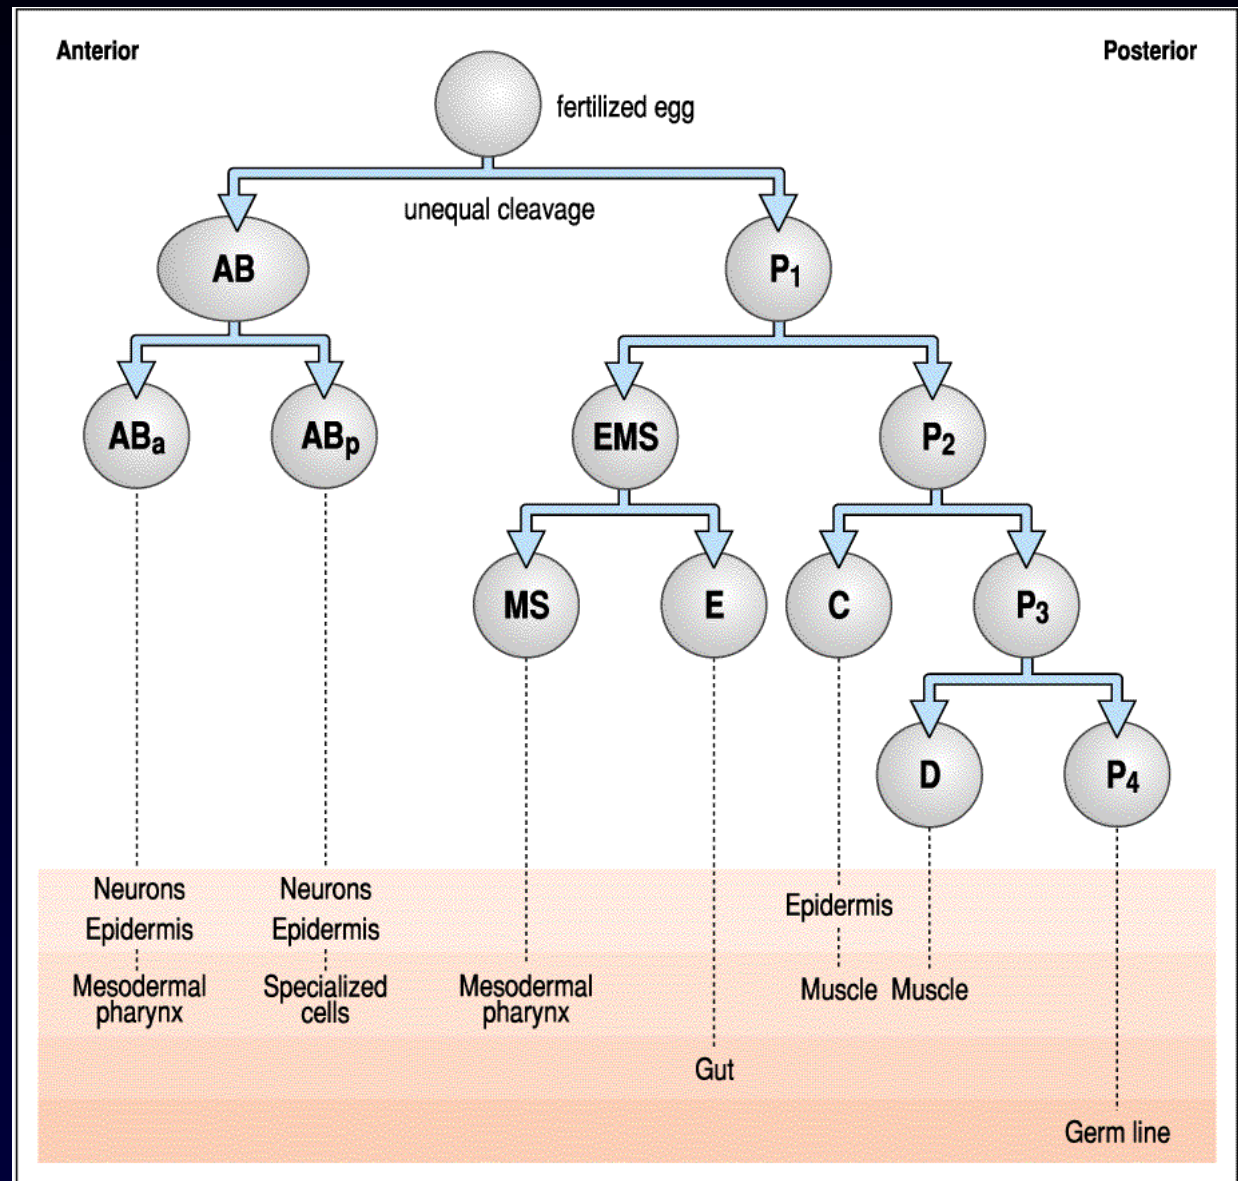 Anterior
Posterior
fertilized egg
unequal cleavage
AB
P1
ABa
ABp
EMS
P2
MS
E
C
P3
D
P4
Neurons
Epidermis
Mesodermal
pharynx
Neurons
Epidermis
Specialized
cells
Mesodermal
pharynx
Gut
Epidermis
Muscle
Muscle
Germ line